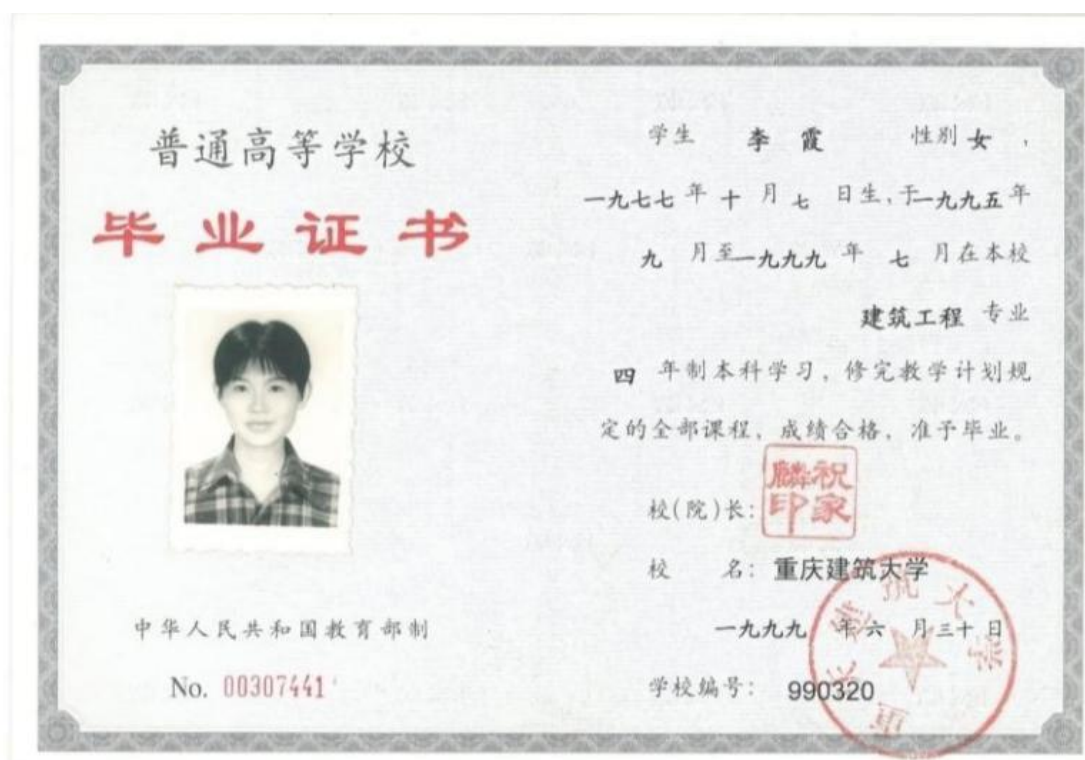 普通高等学校
毕业证书
中华人民共和国教育部制
No. 00307441
学生 李霞 性别 女，
一九七七 年 十 月 七 日生，于一九九五年
九 月至一九九九 年 七 月在本校
建筑工程 专业
四 年制本科学习，修完教学计划规
定的全部课程，成绩合格，准予毕业。
校(院)长：祝家麟印
校 名：重庆建筑大学
一九九九 年六 月三十日
学校编号：990320
重庆建筑大学